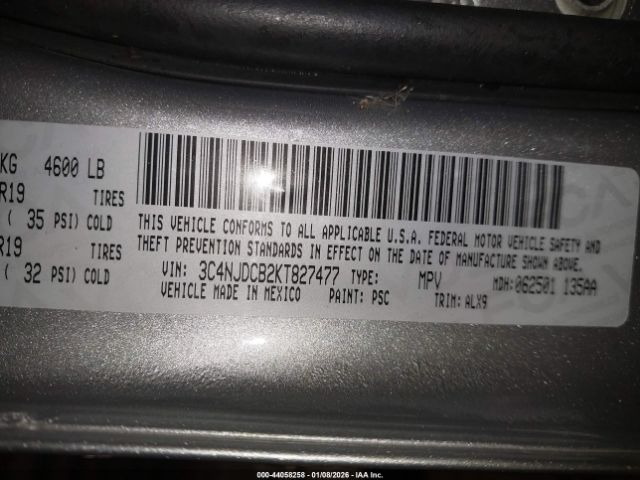 KG 4600 LB
R19 TIRES
( 35 PSI) COLD
R19 TIRES
( 32 PSI) COLD
THIS VEHICLE CONFORMS TO ALL APPLICABLE U.S.A. FEDERAL MOTOR VEHICLE SAFETY AND
THEFT PREVENTION STANDARDS IN EFFECT ON THE DATE OF MANUFACTURE SHOWN ABOVE.
VIN: 3C4NJDCB2KT827477 TYPE: MPV MDH: 062501 135AA
VEHICLE MADE IN MEXICO PAINT: PSC TRIM: ALX9
000-44058258 - 01/08/2026 - IAA Inc.